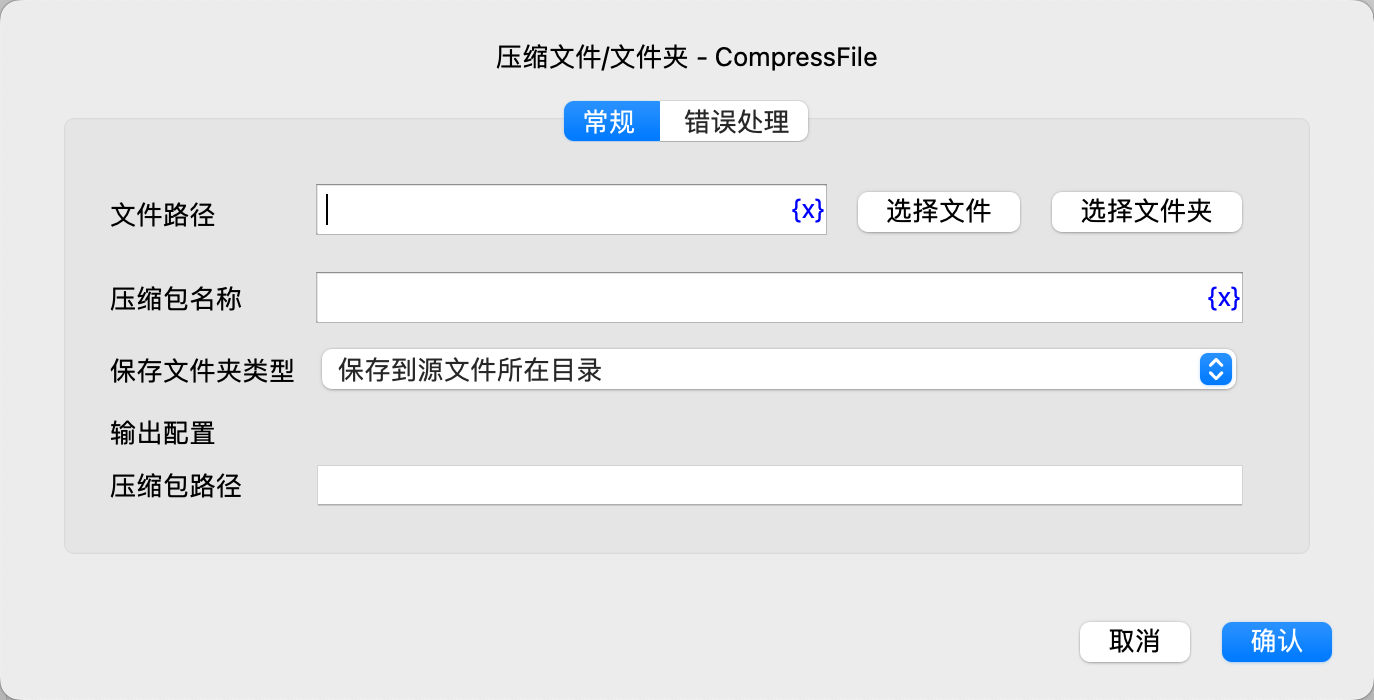 压缩文件/文件夹 - CompressFile
常规 错误处理
文件路径 {x} 选择文件 选择文件夹
压缩包名称 {x}
保存文件夹类型 保存到源文件所在目录
输出配置
压缩包路径
取消 确认